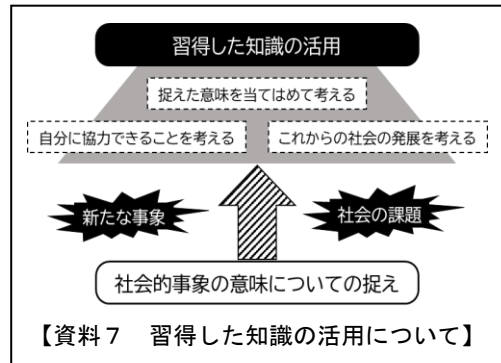 習得した知識の活用
捉えた意味を当てはめて考える
自分に協力できることを考える
これからの社会の発展を考える
新たな事象
社会の課題
社会的事象の意味についての捉え
【資料7 習得した知識の活用について】